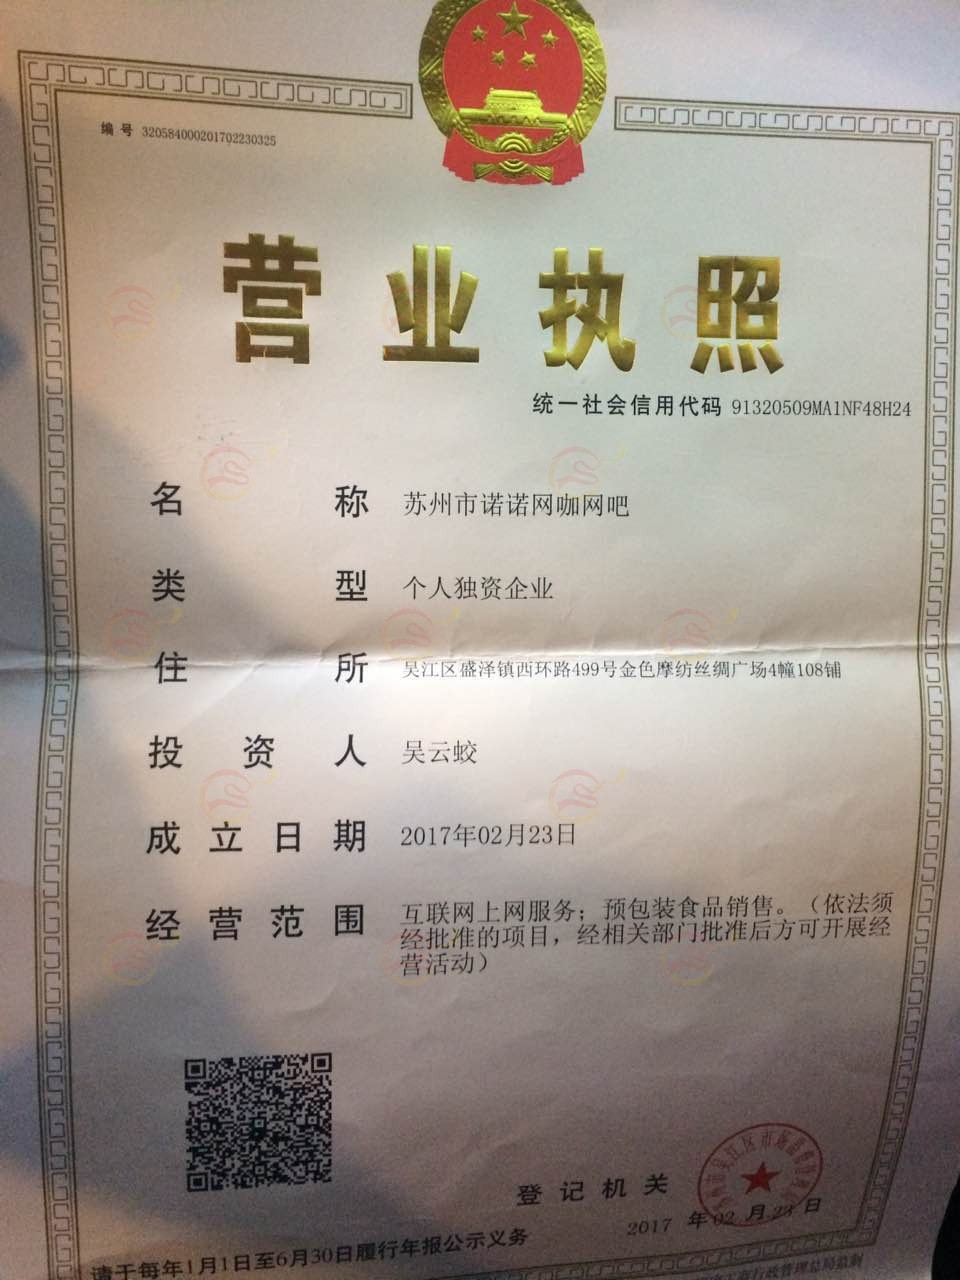 编号 320584000201702230325
营业执照
统一社会信用代码 91320509MA1NF48H24
名称 苏州市诺诺网咖网吧
类型 个人独资企业
住所 吴江区盛泽镇西环路499号金色摩纺丝绸广场4幢108铺
投资人 吴云蛟
成立日期 2017年02月23日
经营范围 互联网上网服务；预包装食品销售。（依法须
经批准的项目，经相关部门批准后方可开展经
营活动）
登记机关
2017 年 02 月 23 日
请于每年1月1日至6月30日履行年报公示义务
行政管理总局监制